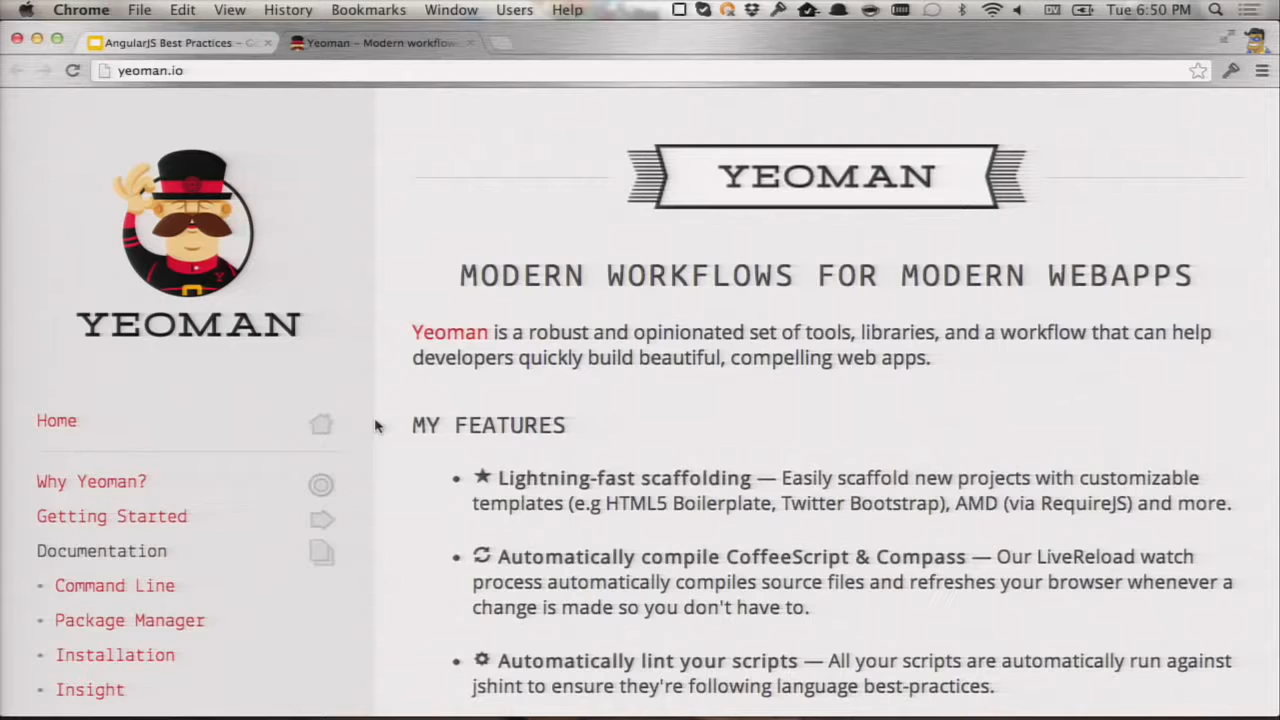 Chrome File Edit View History Bookmarks Window Users Help Tue 6:50 PM
AngularJS Best Practices – Yeoman – Modern workflow
yeoman.io
YEOMAN
YEOMAN
MODERN WORKFLOWS FOR MODERN WEBAPPS
Yeoman is a robust and opinionated set of tools, libraries, and a workflow that can help
developers quickly build beautiful, compelling web apps.
Home
Why Yeoman?
Getting Started
Documentation
Command Line
Package Manager
Installation
Insight
MY FEATURES
• Lightning-fast scaffolding — Easily scaffold new projects with customizable
templates (e.g HTML5 Boilerplate, Twitter Bootstrap), AMD (via RequireJS) and more.
• Automatically compile CoffeeScript & Compass — Our LiveReload watch
process automatically compiles source files and refreshes your browser whenever a
change is made so you don't have to.
• Automatically lint your scripts — All your scripts are automatically run against
jshint to ensure they're following language best-practices.